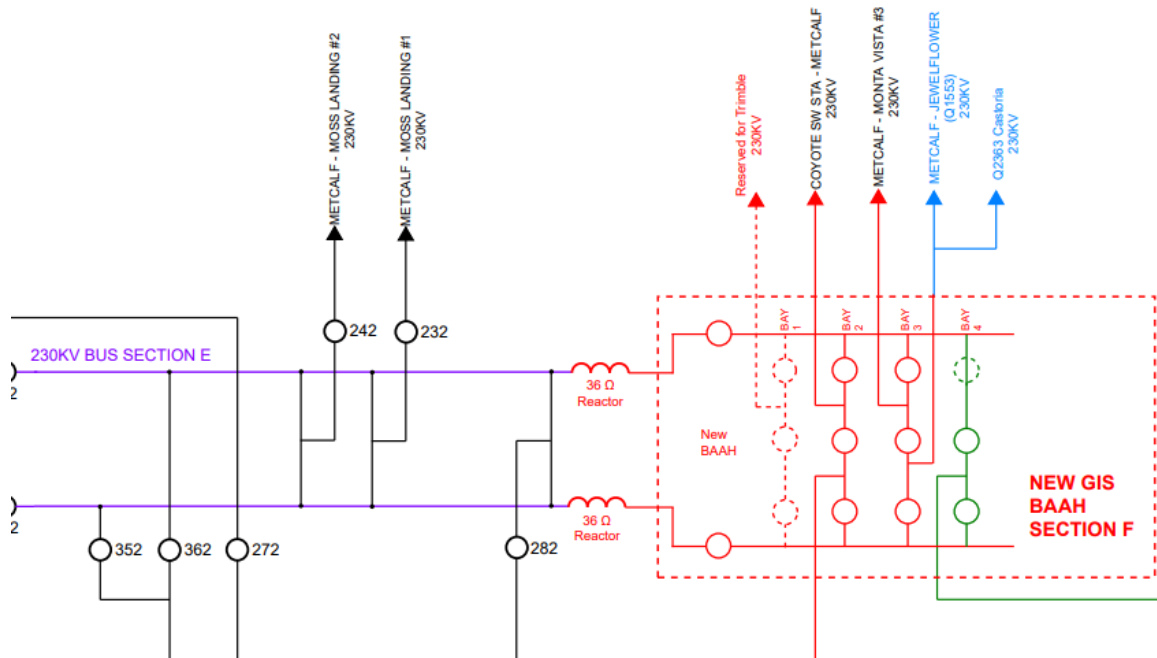 METCALF - MOSS LANDING #2
230KV
METCALF - MOSS LANDING #1
230KV
Reserved for Trimble
230KV
COYOTE SW STA - METCALF
230KV
METCALF - MONTA VISTA #3
230KV
METCALF - JEWELFLOWER
(Q1553)
230KV
Q2363 Castoria
230KV
242
232
BAY
1
BAY
2
BAY
3
BAY
4
230KV BUS SECTION E
2
36 Ω
Reactor
New
BAAH
NEW GIS
BAAH
SECTION F
2
36 Ω
Reactor
352
362
272
282